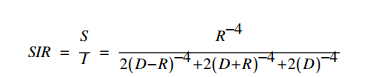 SIR = S/T = R^−4 / 2(D−R)^−4+2(D+R)^−4+2(D)^−4